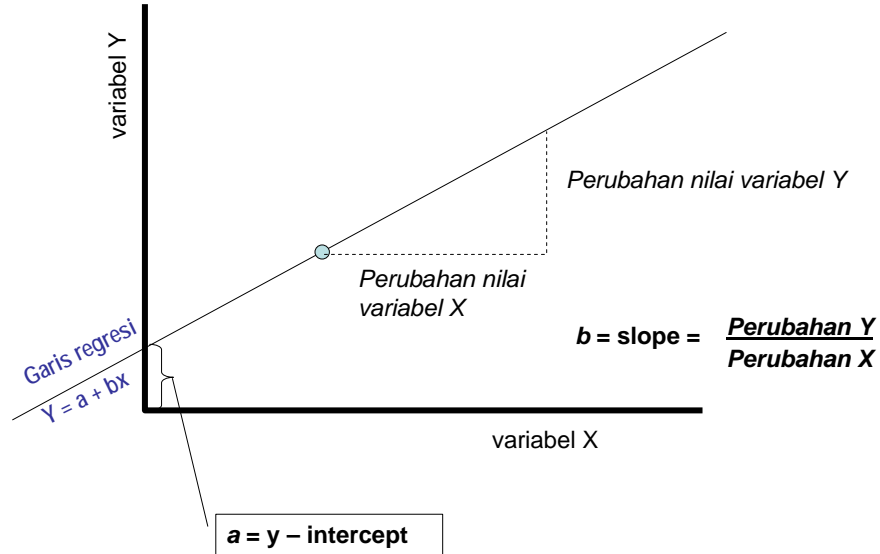 variabel Y
Perubahan nilai variabel Y
Perubahan nilai
variabel X
b = slope = Perubahan Y
Perubahan X
Garis regresi
Y = a + bx
variabel X
a = y – intercept